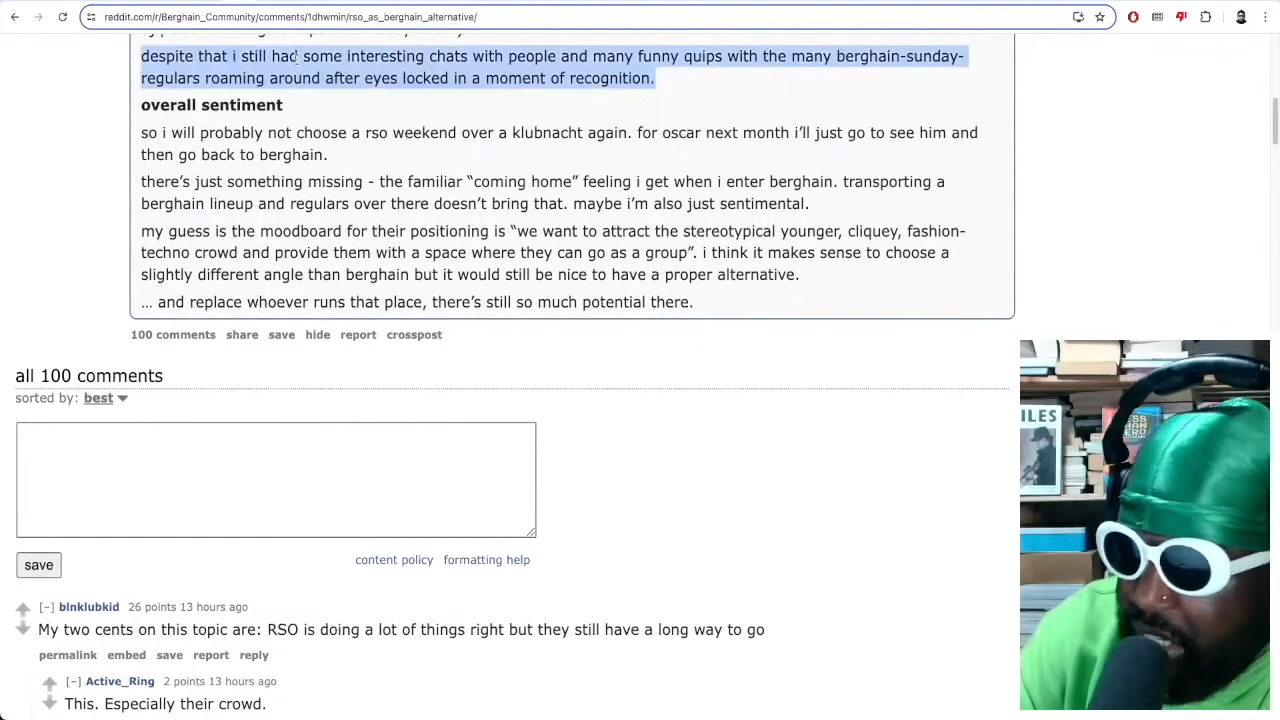 reddit.com/r/Berghain_Community/comments/1dhwmin/rso_as_berghain_alternative/
despite that i still had some interesting chats with people and many funny quips with the many berghain-sunday-
regulars roaming around after eyes locked in a moment of recognition.
overall sentiment
so i will probably not choose a rso weekend over a klubnacht again. for oscar next month i'll just go to see him and
then go back to berghain.
there's just something missing - the familiar “coming home” feeling i get when i enter berghain. transporting a
berghain lineup and regulars over there doesn't bring that. maybe i'm also just sentimental.
my guess is the moodboard for their positioning is “we want to attract the stereotypical younger, cliquey, fashion-
techno crowd and provide them with a space where they can go as a group”. i think it makes sense to choose a
slightly different angle than berghain but it would still be nice to have a proper alternative.
… and replace whoever runs that place, there's still so much potential there.
100 comments share save hide report crosspost
all 100 comments
sorted by: best
save
content policy formatting help
[–] blnklubkid 26 points 13 hours ago
My two cents on this topic are: RSO is doing a lot of things right but they still have a long way to go
permalink embed save report reply
[–] Active_Ring 2 points 13 hours ago
This. Especially their crowd.
ILES